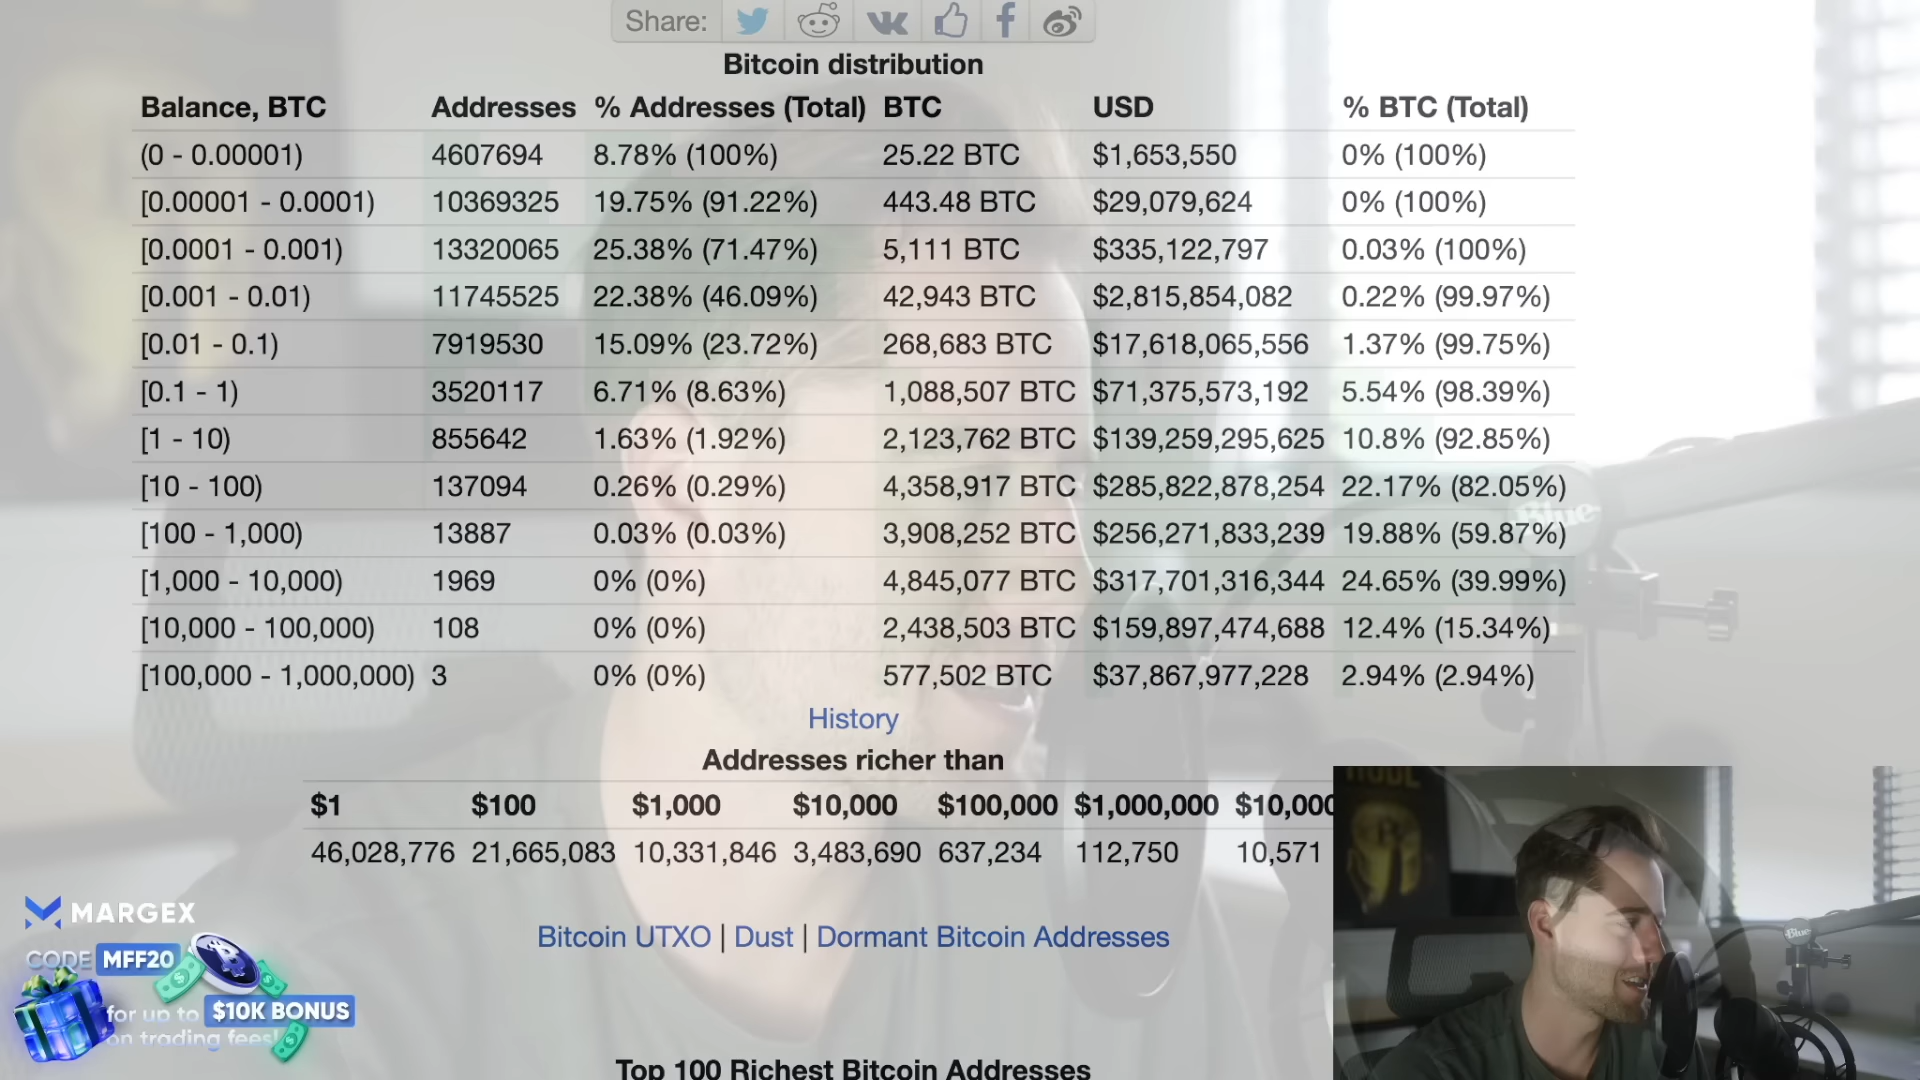 Share:
Bitcoin distribution
Balance, BTC Addresses % Addresses (Total) BTC USD % BTC (Total)
(0 - 0.00001) 4607694 8.78% (100%) 25.22 BTC $1,653,550 0% (100%)
[0.00001 - 0.0001) 10369325 19.75% (91.22%) 443.48 BTC $29,079,624 0% (100%)
[0.0001 - 0.001) 13320065 25.38% (71.47%) 5,111 BTC $335,122,797 0.03% (100%)
[0.001 - 0.01) 11745525 22.38% (46.09%) 42,943 BTC $2,815,854,082 0.22% (99.97%)
[0.01 - 0.1) 7919530 15.09% (23.72%) 268,683 BTC $17,618,065,556 1.37% (99.75%)
[0.1 - 1) 3520117 6.71% (8.63%) 1,088,507 BTC $71,375,573,192 5.54% (98.39%)
[1 - 10) 855642 1.63% (1.92%) 2,123,762 BTC $139,259,295,625 10.8% (92.85%)
[10 - 100) 137094 0.26% (0.29%) 4,358,917 BTC $285,822,878,254 22.17% (82.05%)
[100 - 1,000) 13887 0.03% (0.03%) 3,908,252 BTC $256,271,833,239 19.88% (59.87%)
[1,000 - 10,000) 1969 0% (0%) 4,845,077 BTC $317,701,316,344 24.65% (39.99%)
[10,000 - 100,000) 108 0% (0%) 2,438,503 BTC $159,897,474,688 12.4% (15.34%)
[100,000 - 1,000,000) 3 0% (0%) 577,502 BTC $37,867,977,228 2.94% (2.94%)
History
Addresses richer than
$1 $100 $1,000 $10,000 $100,000 $1,000,000 $10,000
46,028,776 21,665,083 10,331,846 3,483,690 637,234 112,750 10,571
Bitcoin UTXO | Dust | Dormant Bitcoin Addresses
Top 100 Richest Bitcoin Addresses
MARGEX
CODE MFF20
for up to $10K BONUS
on trading fees!
Blue
Blue